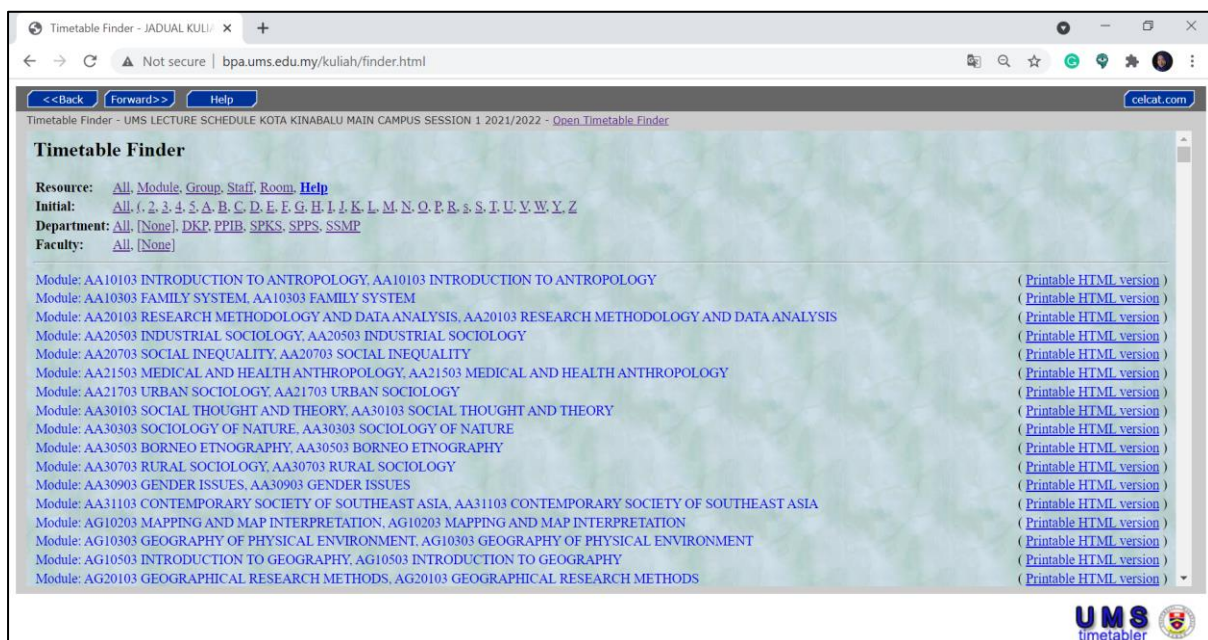 Timetable Finder - JADUAL KULI
Not secure | bpa.ums.edu.my/kuliah/finder.html
<<Back Forward>> Help celcat.com
Timetable Finder - UMS LECTURE SCHEDULE KOTA KINABALU MAIN CAMPUS SESSION 1 2021/2022 - Open Timetable Finder
Timetable Finder
Resource: All, Module, Group, Staff, Room, Help
Initial: All, (, 2, 3, 4, 5, A, B, C, D, E, F, G, H, I, J, K, L, M, N, O, P, R, s, S, T, U, V, W, Y, Z
Department: All, [None], DKP, PPIB, SPKS, SPPS, SSMP
Faculty: All, [None]
Module: AA10103 INTRODUCTION TO ANTROPOLOGY, AA10103 INTRODUCTION TO ANTROPOLOGY ( Printable HTML version )
Module: AA10303 FAMILY SYSTEM, AA10303 FAMILY SYSTEM ( Printable HTML version )
Module: AA20103 RESEARCH METHODOLOGY AND DATA ANALYSIS, AA20103 RESEARCH METHODOLOGY AND DATA ANALYSIS ( Printable HTML version )
Module: AA20503 INDUSTRIAL SOCIOLOGY, AA20503 INDUSTRIAL SOCIOLOGY ( Printable HTML version )
Module: AA20703 SOCIAL INEQUALITY, AA20703 SOCIAL INEQUALITY ( Printable HTML version )
Module: AA21503 MEDICAL AND HEALTH ANTHROPOLOGY, AA21503 MEDICAL AND HEALTH ANTHROPOLOGY ( Printable HTML version )
Module: AA21703 URBAN SOCIOLOGY, AA21703 URBAN SOCIOLOGY ( Printable HTML version )
Module: AA30103 SOCIAL THOUGHT AND THEORY, AA30103 SOCIAL THOUGHT AND THEORY ( Printable HTML version )
Module: AA30303 SOCIOLOGY OF NATURE, AA30303 SOCIOLOGY OF NATURE ( Printable HTML version )
Module: AA30503 BORNEO ETNOGRAPHY, AA30503 BORNEO ETNOGRAPHY ( Printable HTML version )
Module: AA30703 RURAL SOCIOLOGY, AA30703 RURAL SOCIOLOGY ( Printable HTML version )
Module: AA30903 GENDER ISSUES, AA30903 GENDER ISSUES ( Printable HTML version )
Module: AA31103 CONTEMPORARY SOCIETY OF SOUTHEAST ASIA, AA31103 CONTEMPORARY SOCIETY OF SOUTHEAST ASIA ( Printable HTML version )
Module: AG10203 MAPPING AND MAP INTERPRETATION, AG10203 MAPPING AND MAP INTERPRETATION ( Printable HTML version )
Module: AG10303 GEOGRAPHY OF PHYSICAL ENVIRONMENT, AG10303 GEOGRAPHY OF PHYSICAL ENVIRONMENT ( Printable HTML version )
Module: AG10503 INTRODUCTION TO GEOGRAPHY, AG10503 INTRODUCTION TO GEOGRAPHY ( Printable HTML version )
Module: AG20103 GEOGRAPHICAL RESEARCH METHODS, AG20103 GEOGRAPHICAL RESEARCH METHODS ( Printable HTML version )
UMS
timetabler